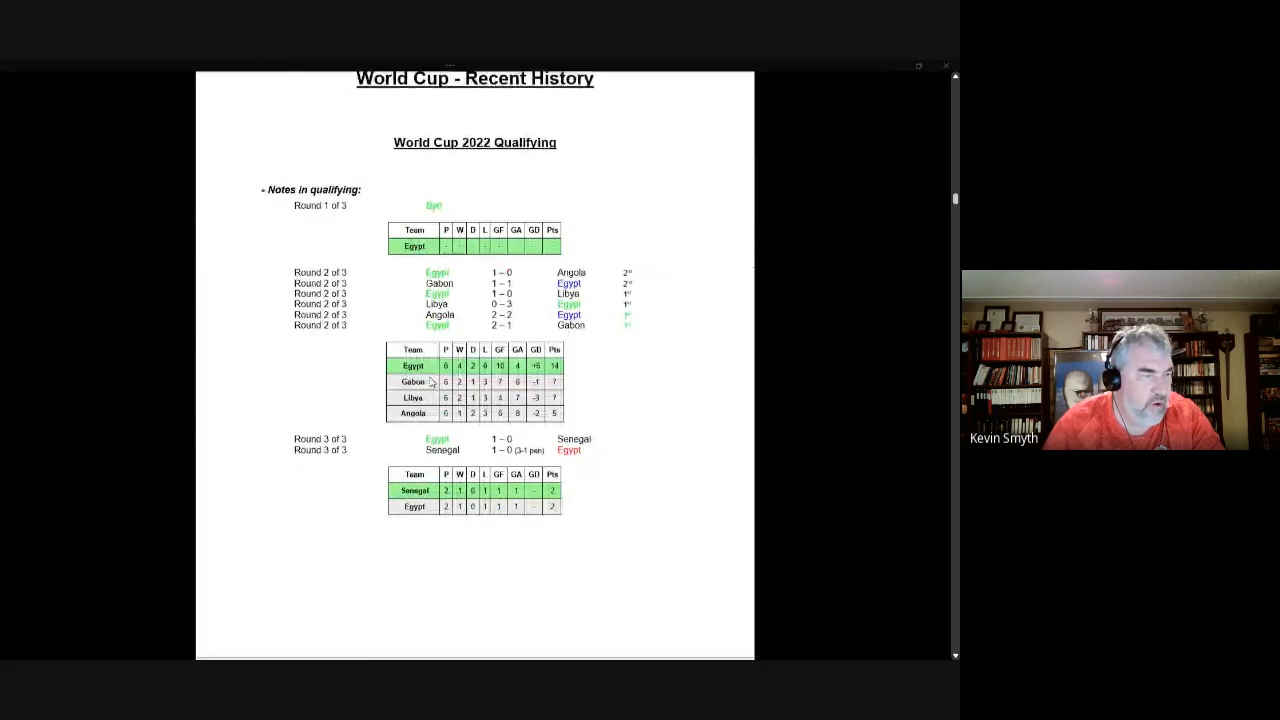 World Cup - Recent History
World Cup 2022 Qualifying
- Notes in qualifying:
Round 1 of 3 Bye
Team P W D L GF GA GD Pts
Egypt - - - - - - -
Round 2 of 3 Egypt 1 – 0 Angola 2nd
Round 2 of 3 Gabon 1 – 1 Egypt 2nd
Round 2 of 3 Egypt 1 – 0 Libya 1st
Round 2 of 3 Libya 0 – 3 Egypt 1st
Round 2 of 3 Angola 2 – 2 Egypt 1st
Round 2 of 3 Egypt 2 – 1 Gabon 1st
Team P W D L GF GA GD Pts
Egypt 6 4 2 0 10 4 +6 14
Gabon 6 2 1 3 7 8 -1 7
Libya 6 2 1 3 4 7 -3 7
Angola 6 1 2 3 6 8 -2 5
Round 3 of 3 Egypt 1 – 0 Senegal
Round 3 of 3 Senegal 1 – 0 (3-1 pen) Egypt
Team P W D L GF GA GD Pts
Senegal 2 1 0 1 1 1 - 2
Egypt 2 1 0 1 1 1 - 2
Kevin Smyth